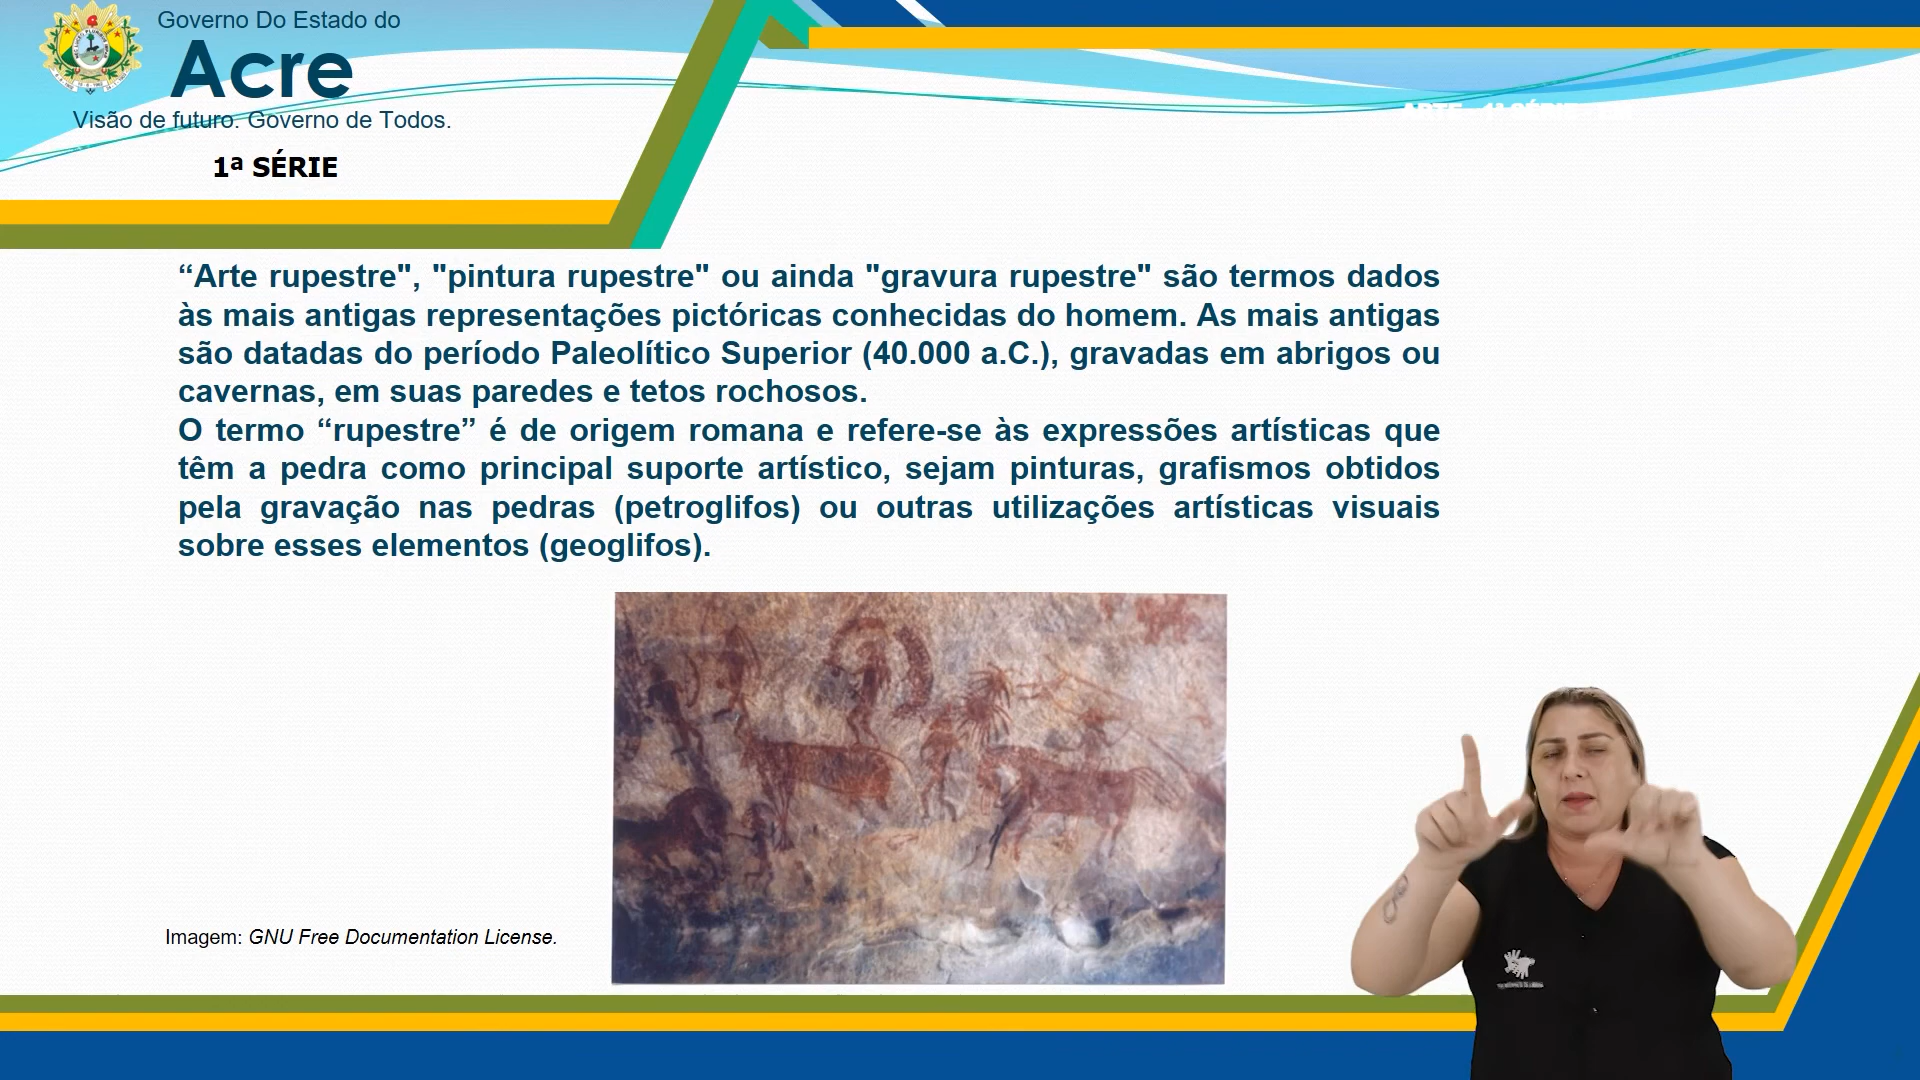 Governo Do Estado do
Acre
Visão de futuro. Governo de Todos.
1ª SÉRIE
ARTE - 1ª SÉRIE
“Arte rupestre", "pintura rupestre" ou ainda "gravura rupestre" são termos dados
às mais antigas representações pictóricas conhecidas do homem. As mais antigas
são datadas do período Paleolítico Superior (40.000 a.C.), gravadas em abrigos ou
cavernas, em suas paredes e tetos rochosos.
O termo “rupestre” é de origem romana e refere-se às expressões artísticas que
têm a pedra como principal suporte artístico, sejam pinturas, grafismos obtidos
pela gravação nas pedras (petroglifos) ou outras utilizações artísticas visuais
sobre esses elementos (geoglifos).
Imagem: GNU Free Documentation License.